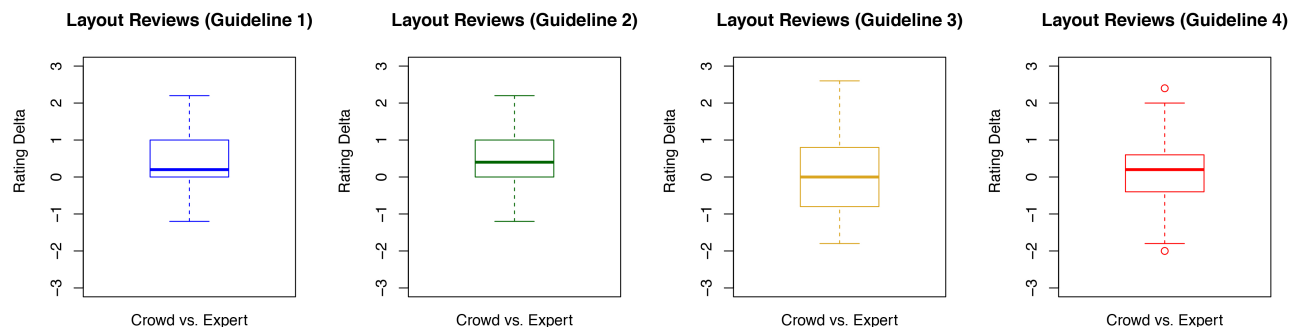 Layout Reviews (Guideline 1)
Rating Delta
3
2
1
0
−1
−2
−3
Crowd vs. Expert
Layout Reviews (Guideline 2)
Rating Delta
3
2
1
0
−1
−2
−3
Crowd vs. Expert
Layout Reviews (Guideline 3)
Rating Delta
3
2
1
0
−1
−2
−3
Crowd vs. Expert
Layout Reviews (Guideline 4)
Rating Delta
3
2
1
0
−1
−2
−3
Crowd vs. Expert